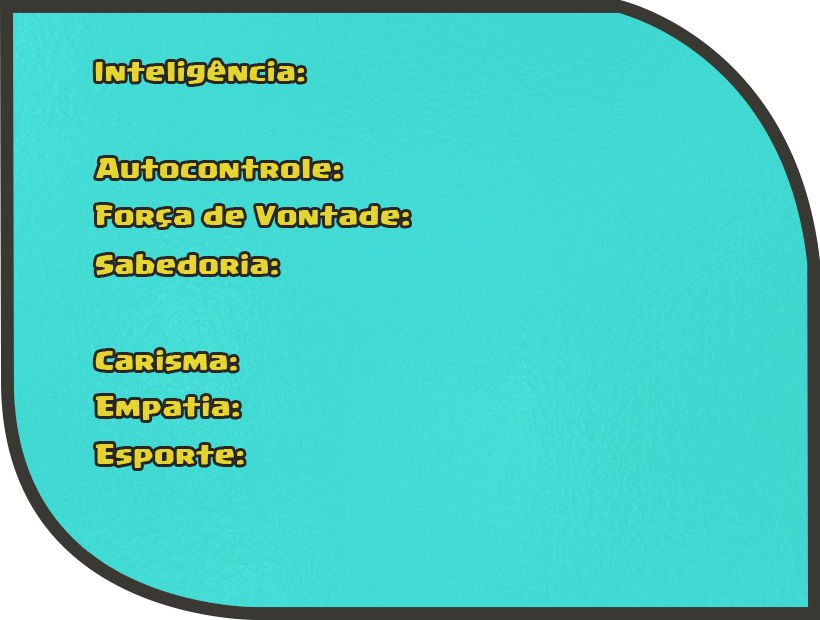 Inteligência:
Autocontrole:
Força de Vontade:
Sabedoria:
Carisma:
Empatia:
Esporte: